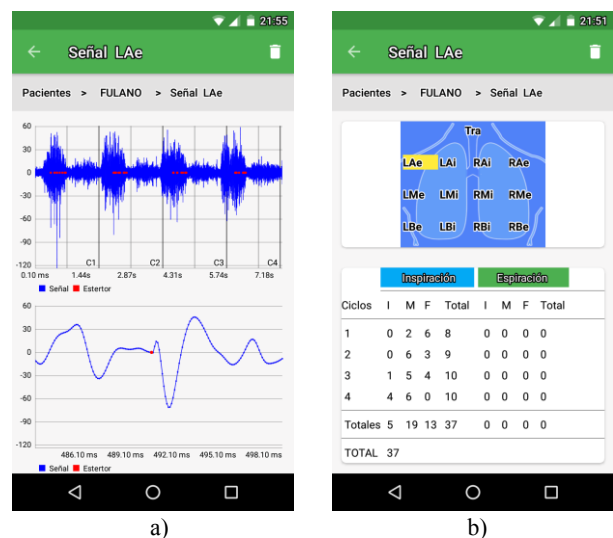 21:55
Señal LAe
Pacientes > FULANO > Señal LAe
60
30
0
-30
-60
-90
-120
C1 C2 C3 C4
0.10 ms 1.44s 2.87s 4.31s 5.74s 7.18s
Señal Estertor
60
30
0
-30
-60
-90
-120
486.10 ms 489.10 ms 492.10 ms 495.10 ms 498.10 ms
Señal Estertor
a)
21:51
Señal LAe
Pacientes > FULANO > Señal LAe
Tra
LAe LAi RAi RAe
LMe LMi RMi RMe
LBe LBi RBi RBe
Inspiración Espiración
Ciclos I M F Total I M F Total
1 0 2 6 8 0 0 0 0
2 0 6 3 9 0 0 0 0
3 1 5 4 10 0 0 0 0
4 4 6 0 10 0 0 0 0
Totales 5 19 13 37 0 0 0 0
TOTAL 37
b)